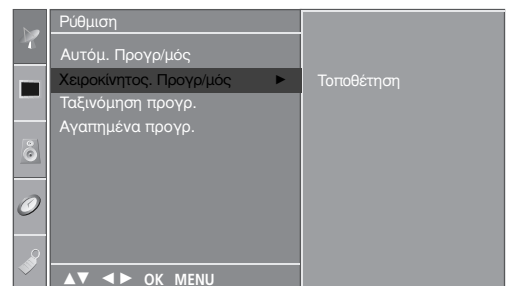 Ρύθμιση
Αυτόμ. Προγρ/μός
Χειροκίνητος. Προγρ/μός ►
Τοποθέτηση
Ταξινόμηση προγρ.
Αγαπημένα προγρ.
▲▼ ◄► OK MENU